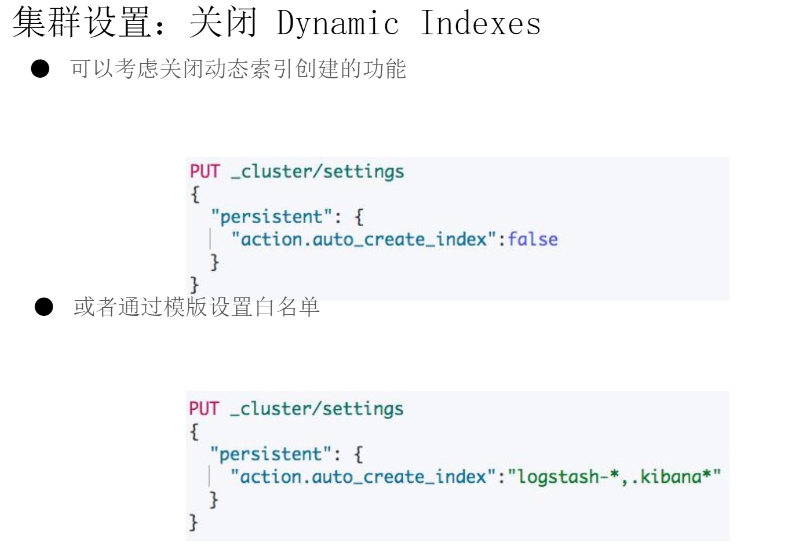 集群设置：关闭 Dynamic Indexes
● 可以考虑关闭动态索引创建的功能
PUT _cluster/settings
{
  "persistent": {
    "action.auto_create_index":false
  }
}
● 或者通过模版设置白名单
PUT _cluster/settings
{
  "persistent": {
    "action.auto_create_index":"logstash-*,.kibana*"
  }
}